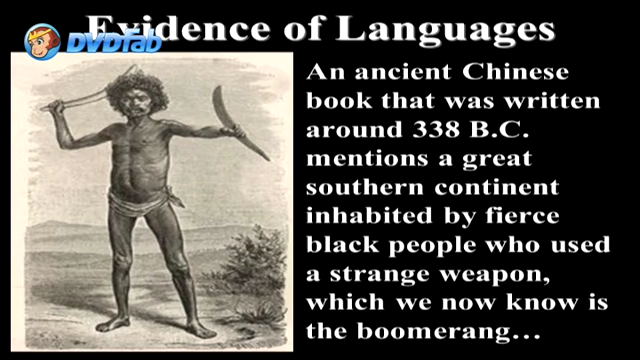 Evidence of Languages
DVDFab
An ancient Chinese
book that was written
around 338 B.C.
mentions a great
southern continent
inhabited by fierce
black people who used
a strange weapon,
which we now know is
the boomerang...